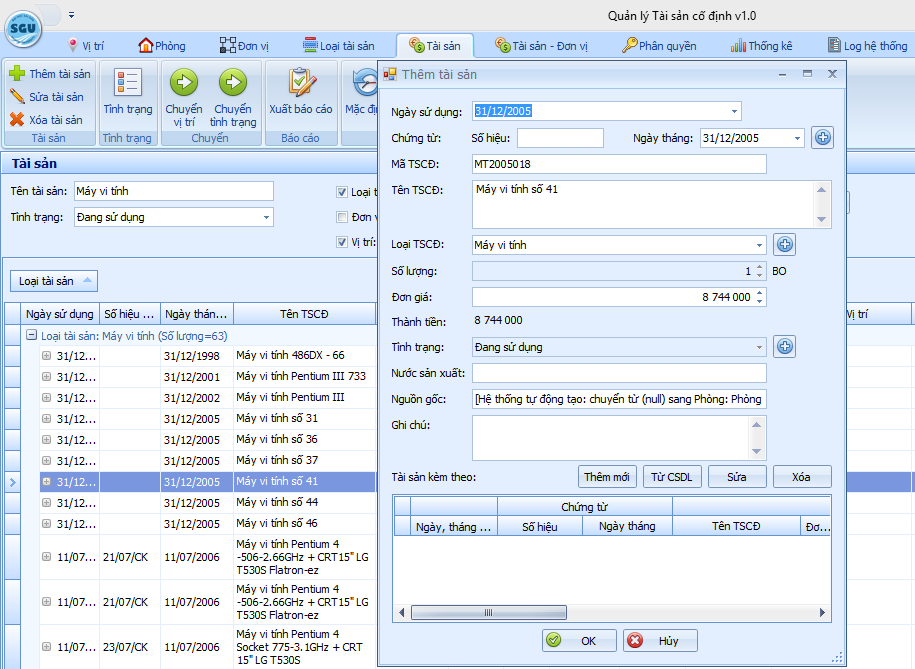 Quản lý Tài sản cố định v1.0
SGU
Vị trí
Phòng
Đơn vị
Loại tài sản
Tài sản
Tài sản - Đơn vị
Phân quyền
Thống kê
Log hệ thống
Thêm tài sản
Sửa tài sản
Xóa tài sản
Tài sản
Tình trạng
Tình trạng
Chuyển vị trí
Chuyển tình trạng
Chuyển
Xuất báo cáo
Báo cáo
Mặc đị
Tài sản
Tên tài sản: Máy vi tính
Tình trạng: Đang sử dụng
Loại t
Đơn v
Vị trí:
Loại tài sản
Ngày sử dụng Số hiệu ... Ngày thán... Tên TSCĐ
Vị trí
Loại tài sản: Máy vi tính (Số lượng=63)
31/12... 31/12/1998 Máy vi tính 486DX - 66
31/12... 31/12/2001 Máy vi tính Pentium III 733
31/12... 31/12/2002 Máy vi tính Pentium III
31/12... 31/12/2005 Máy vi tính số 31
31/12... 31/12/2005 Máy vi tính số 36
31/12... 31/12/2005 Máy vi tính số 37
31/12... 31/12/2005 Máy vi tính số 41
31/12... 31/12/2005 Máy vi tính số 44
31/12... 31/12/2005 Máy vi tính số 46
11/07... 21/07/CK 11/07/2006 Máy vi tính Pentium 4
-506-2.66GHz + CRT15" LG
T530S Flatron-ez
11/07... 21/07/CK 11/07/2006 Máy vi tính Pentium 4
-506-2.66GHz + CRT15" LG
T530S Flatron-ez
11/07... 23/07/CK 11/07/2006 Máy vi tính Pentium 4
Socket 775-3.1GHz + CRT
15" LG T530S
Thêm tài sản
Ngày sử dụng: 31/12/2005
Chứng từ: Số hiệu: Ngày tháng: 31/12/2005
Mã TSCĐ: MT2005018
Tên TSCĐ: Máy vi tính số 41
Loại TSCĐ: Máy vi tính
Số lượng: 1 BO
Đơn giá: 8 744 000
Thành tiền: 8 744 000
Tình trạng: Đang sử dụng
Nước sản xuất:
Nguồn gốc: [Hệ thống tự động tạo: chuyển từ (null) sang Phòng: Phòng
Ghi chú:
Tài sản kèm theo: Thêm mới Từ CSDL Sửa Xóa
Chứng từ
Ngày, tháng ... Số hiệu Ngày tháng Tên TSCĐ Đơ...
OK Hủy